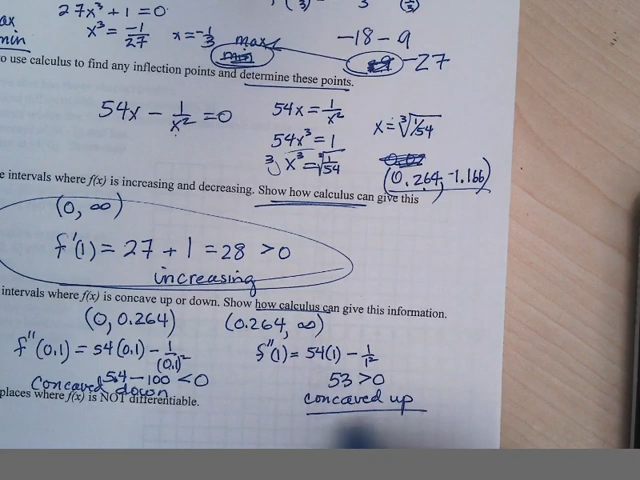 27x³ + 1 = 0
max
min
x³ = -1/27 x = -1/3
max
min
-18 - 9
-27
o use calculus to find any inflection points and determine these points.
54x - 1/x² = 0
54x = 1/x²
54x³ = 1
³√x³ = ³√1/54
x = ³√1/54
(0.264, -1.166)
e intervals where f(x) is increasing and decreasing. Show how calculus can give this
(0, ∞)
f'(1) = 27 + 1 = 28 > 0
increasing
intervals where f(x) is concave up or down. Show how calculus can give this information.
(0, 0.264) (0.264, ∞)
f''(0.1) = 54(0.1) - 1/(0.1)² f''(1) = 54(1) - 1/1²
5.4 - 100 < 0 53 > 0
concaved down concaved up
places where f(x) is NOT differentiable.